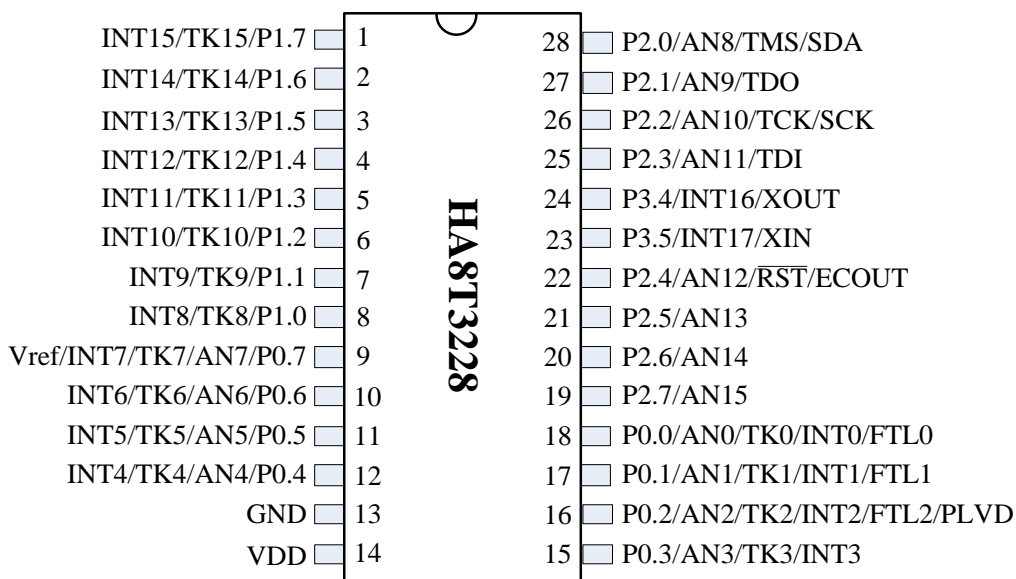 INT15/TK15/P1.7 1
INT14/TK14/P1.6 2
INT13/TK13/P1.5 3
INT12/TK12/P1.4 4
INT11/TK11/P1.3 5
INT10/TK10/P1.2 6
INT9/TK9/P1.1 7
INT8/TK8/P1.0 8
Vref/INT7/TK7/AN7/P0.7 9
INT6/TK6/AN6/P0.6 10
INT5/TK5/AN5/P0.5 11
INT4/TK4/AN4/P0.4 12
GND 13
VDD 14
HA8T3228
28 P2.0/AN8/TMS/SDA
27 P2.1/AN9/TDO
26 P2.2/AN10/TCK/SCK
25 P2.3/AN11/TDI
24 P3.4/INT16/XOUT
23 P3.5/INT17/XIN
22 P2.4/AN12/R̅S̅T̅/ECOUT
21 P2.5/AN13
20 P2.6/AN14
19 P2.7/AN15
18 P0.0/AN0/TK0/INT0/FTL0
17 P0.1/AN1/TK1/INT1/FTL1
16 P0.2/AN2/TK2/INT2/FTL2/PLVD
15 P0.3/AN3/TK3/INT3